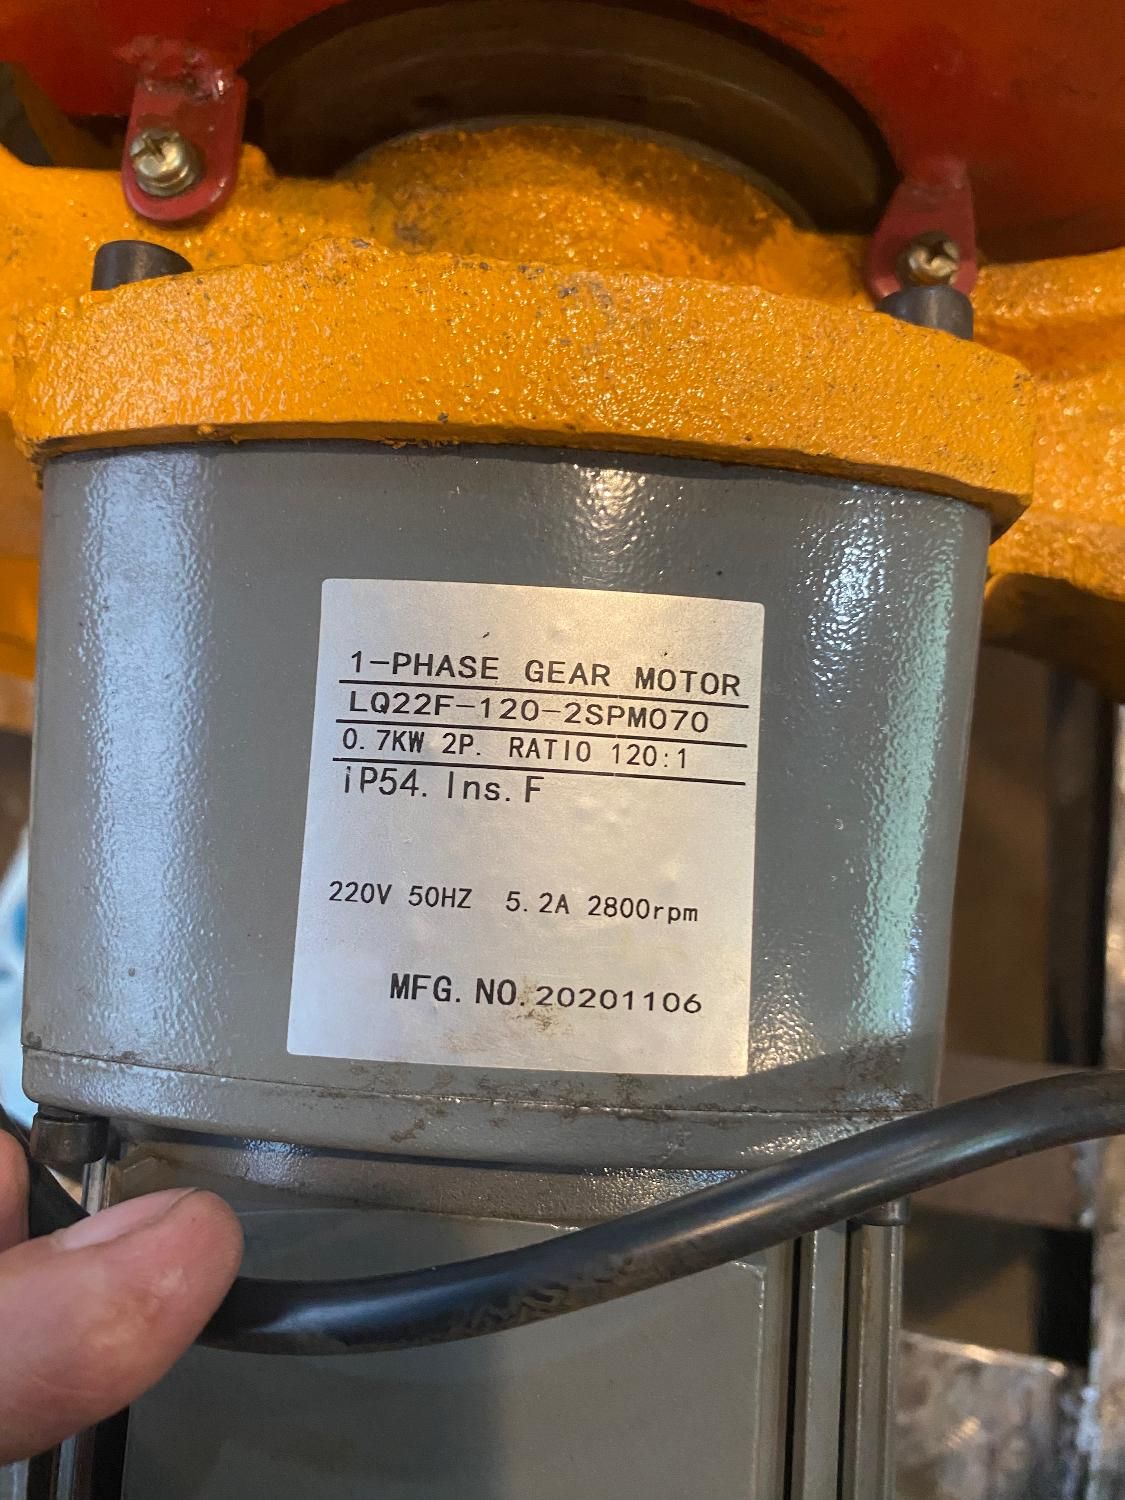 1-PHASE GEAR MOTOR
LQ22F-120-2SPM070
0.7KW 2P. RATIO 120:1
iP54. Ins. F
220V 50HZ 5.2A 2800rpm
MFG. NO. 20201106